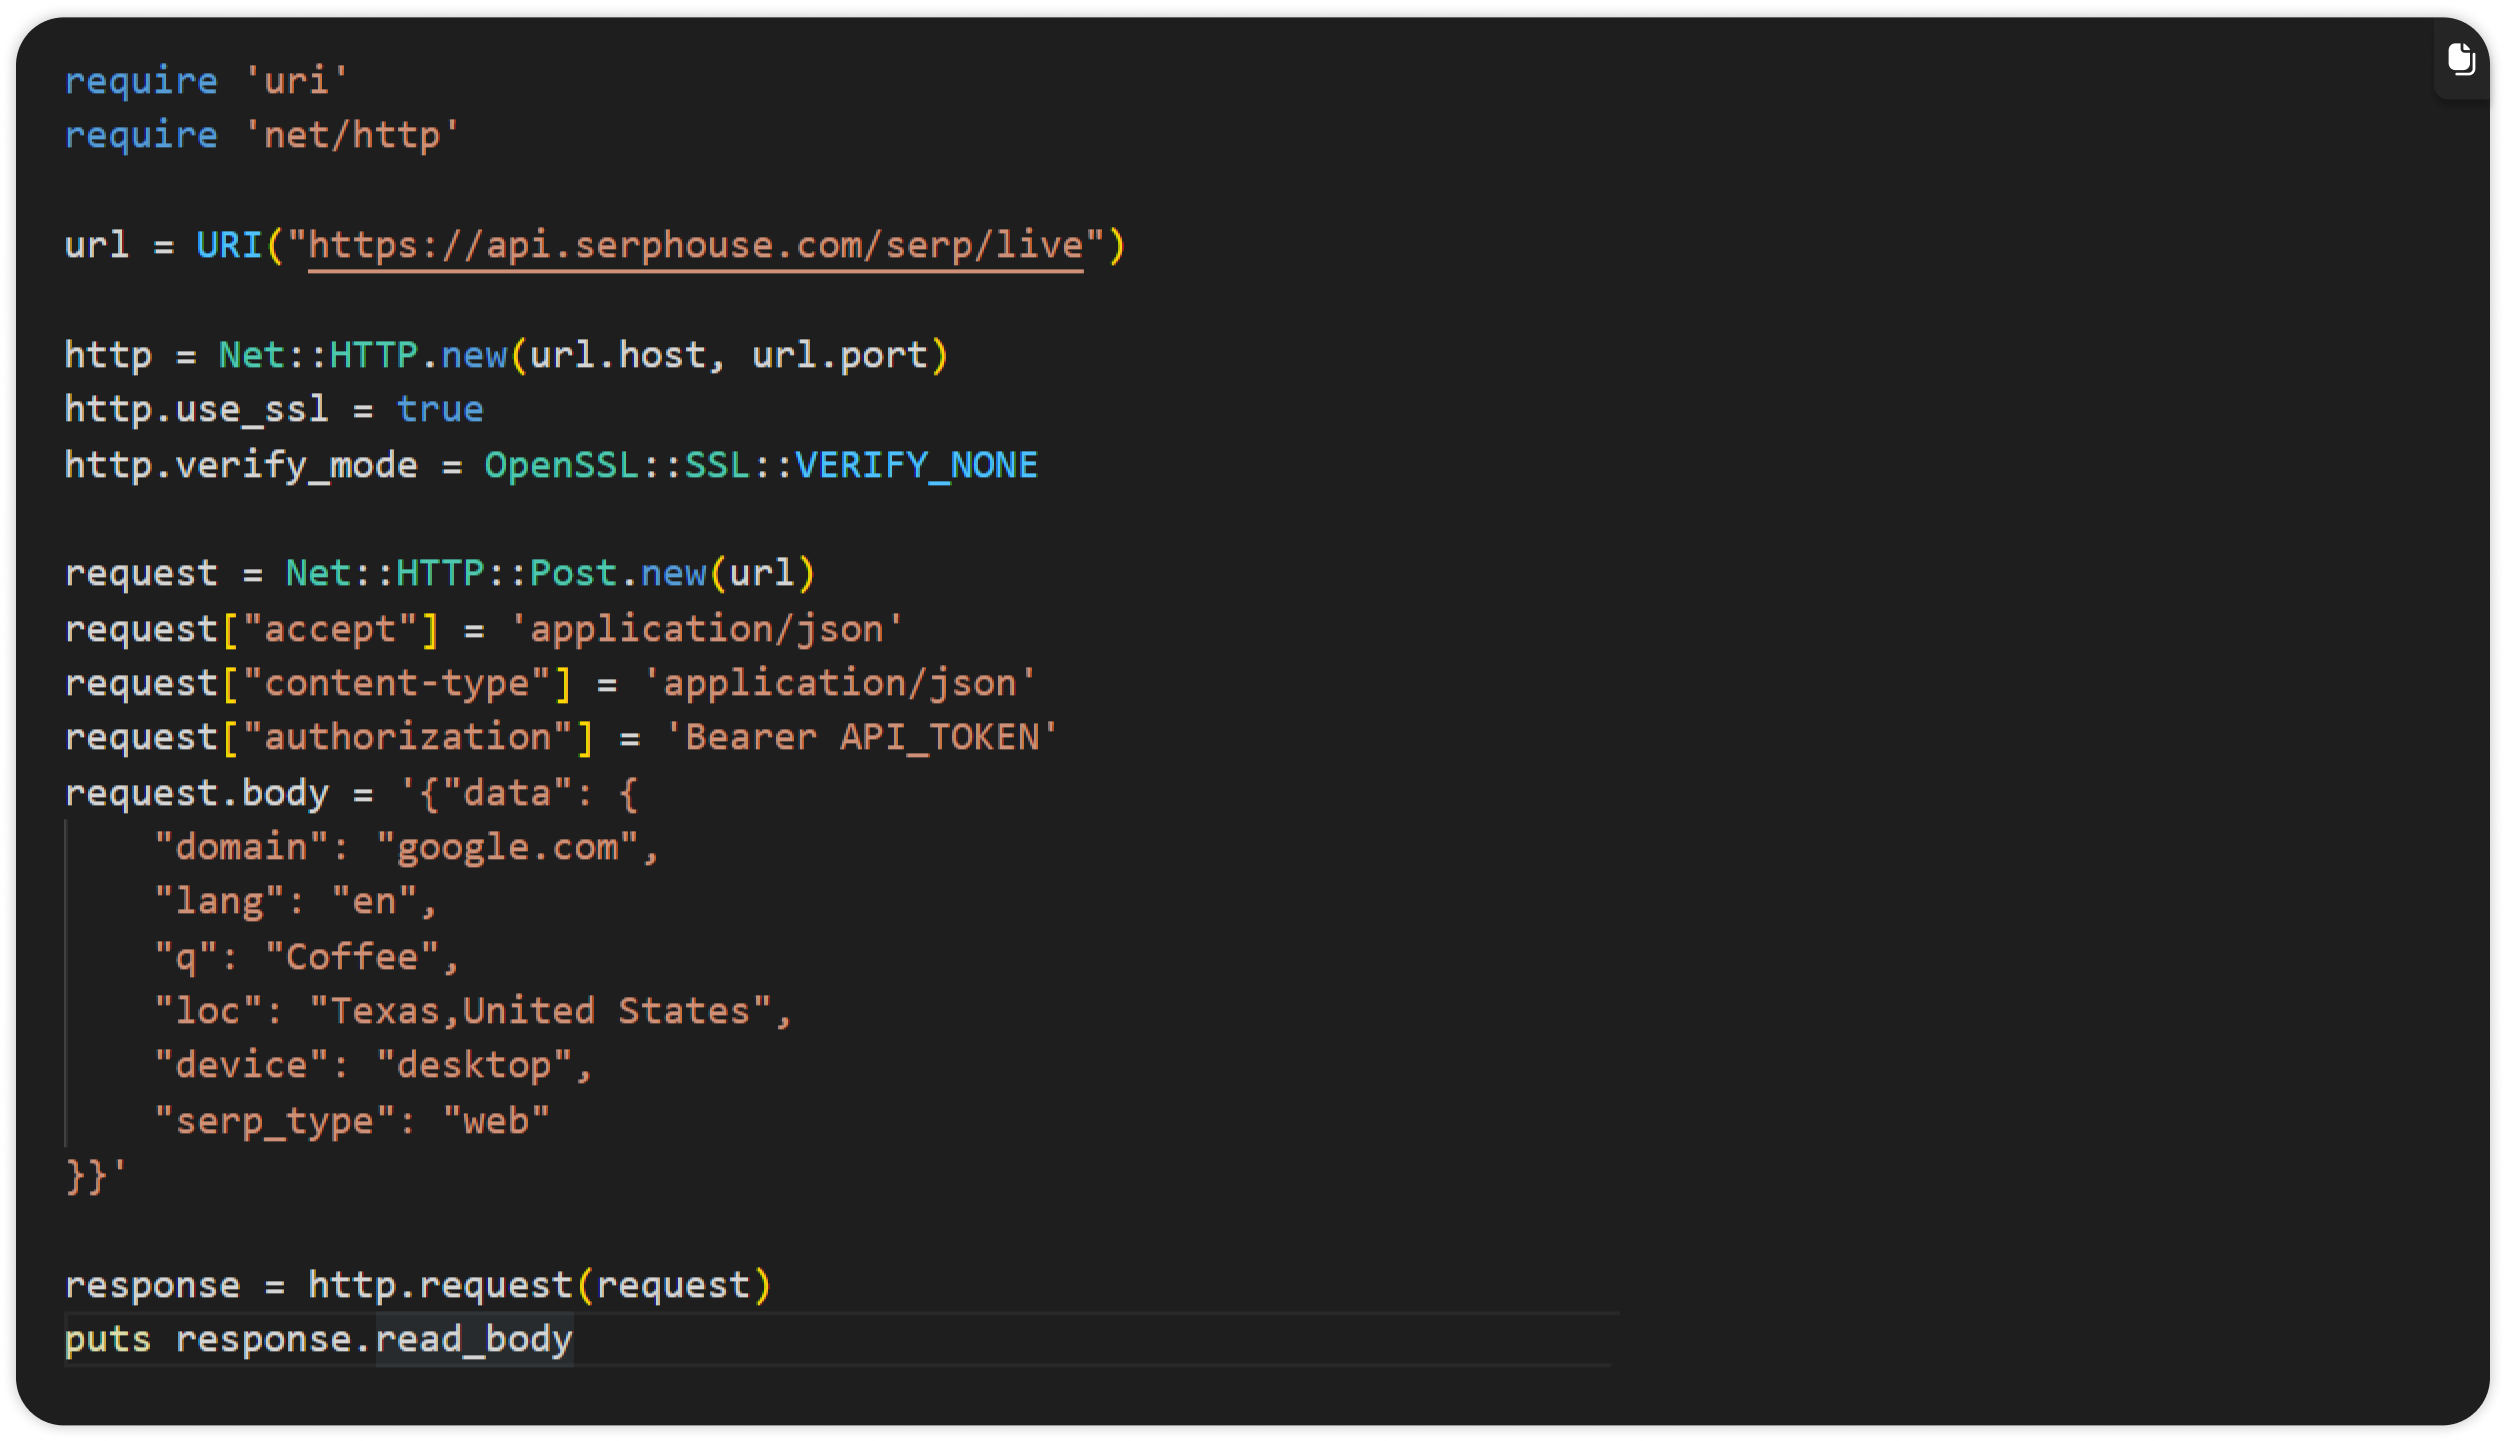 require 'uri'
require 'net/http'
url = URI("https://api.serphouse.com/serp/live")
http = Net::HTTP.new(url.host, url.port)
http.use_ssl = true
http.verify_mode = OpenSSL::SSL::VERIFY_NONE
request = Net::HTTP::Post.new(url)
request["accept"] = 'application/json'
request["content-type"] = 'application/json'
request["authorization"] = 'Bearer API_TOKEN'
request.body = '{"data": {
    "domain": "google.com",
    "lang": "en",
    "q": "Coffee",
    "loc": "Texas,United States",
    "device": "desktop",
    "serp_type": "web"
}}'
response = http.request(request)
puts response.read_body